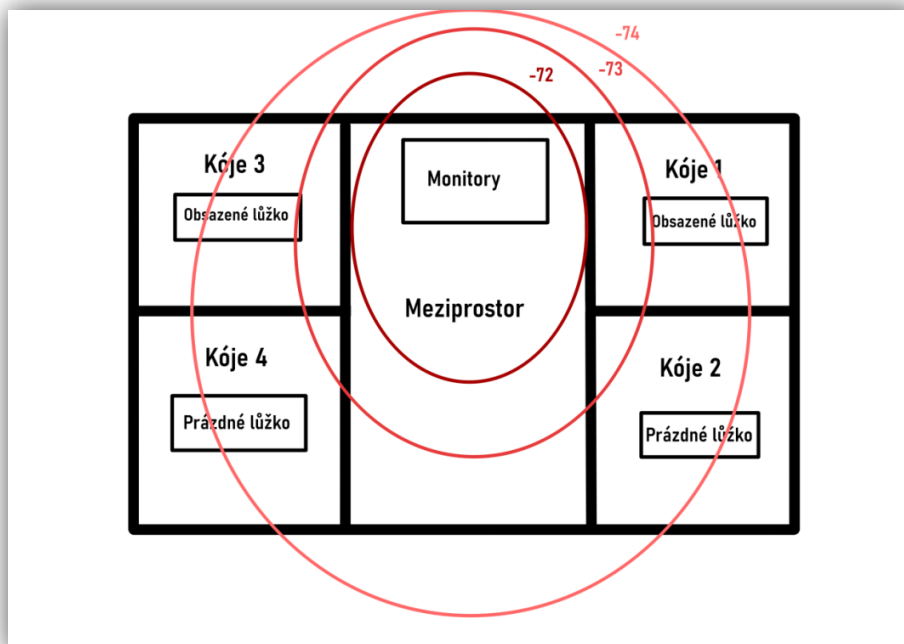 -74
-73
-72
Kóje 3
Kóje 1
Monitory
Obsazené lůžko
Obsazené lůžko
Meziprostor
Kóje 4
Kóje 2
Prázdné lůžko
Prázdné lůžko